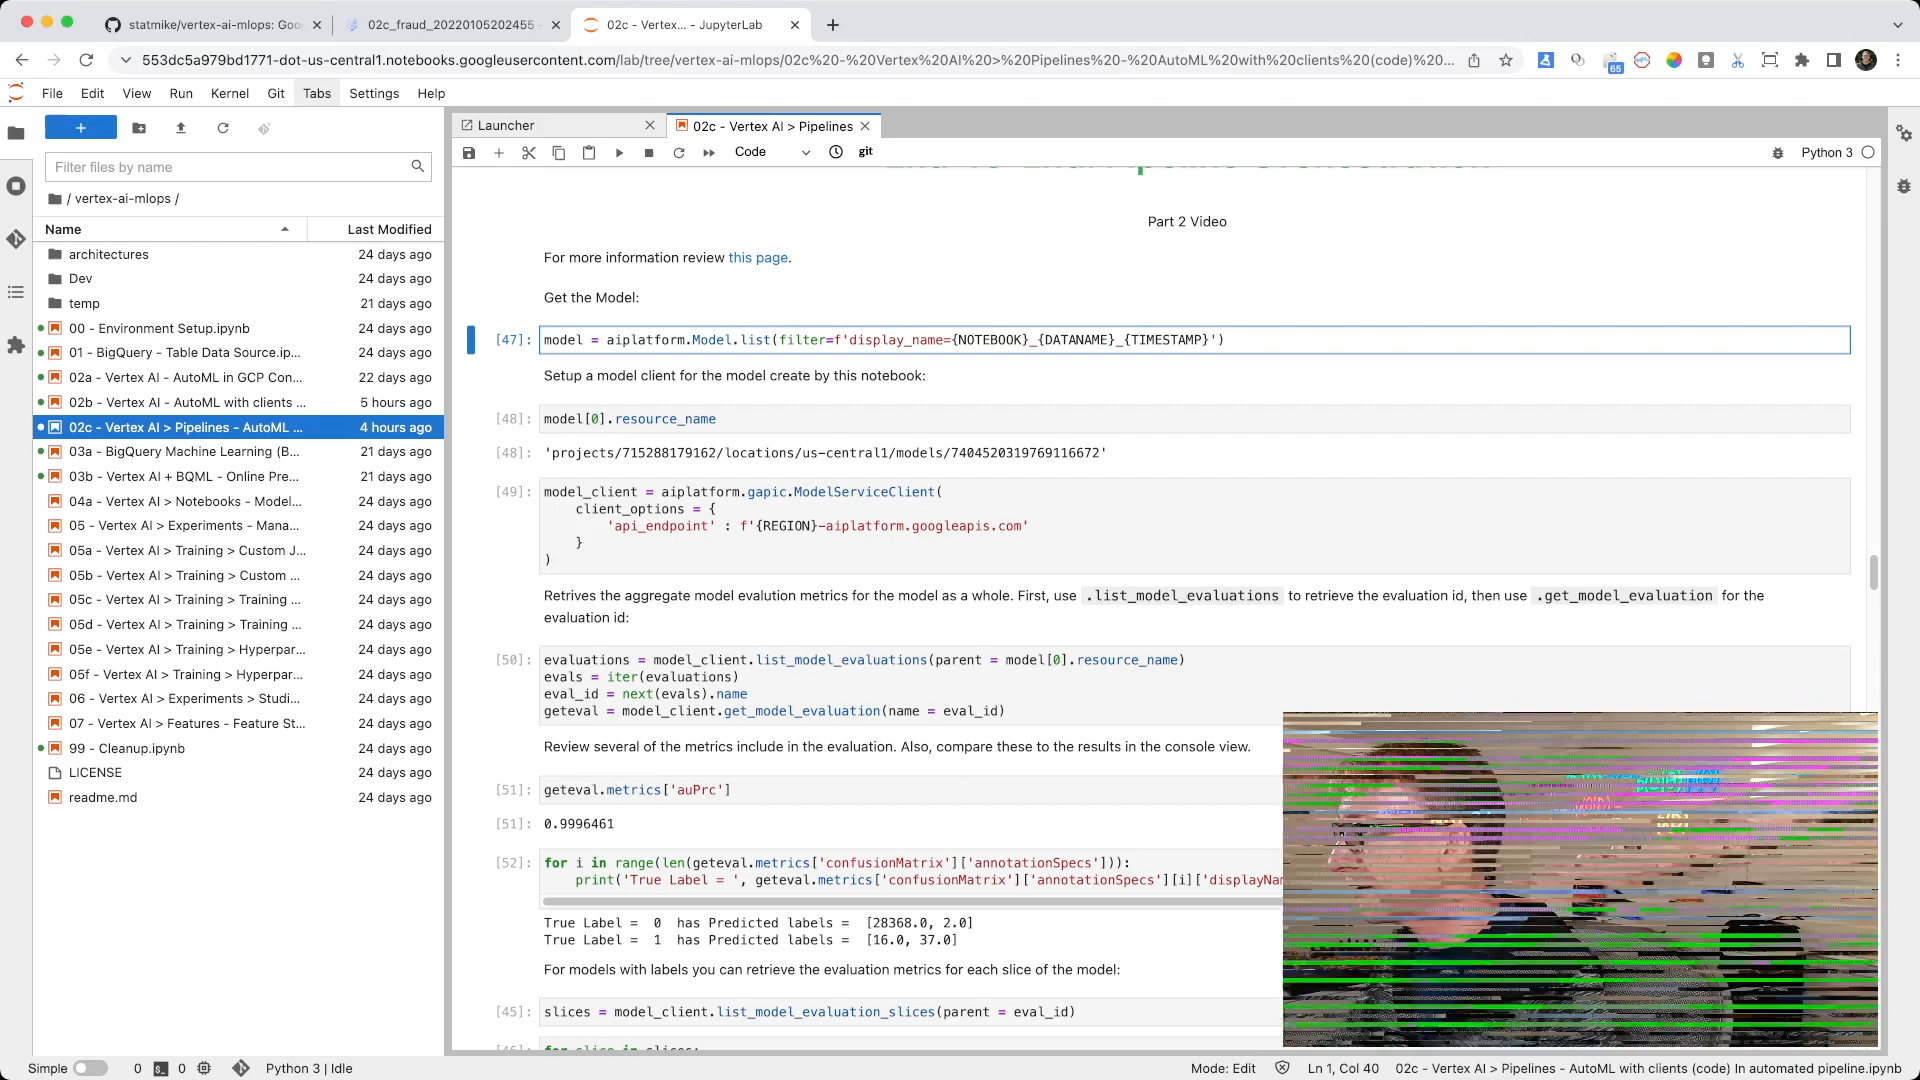 statmike/vertex-ai-mlops: Goo
02c_fraud_20220105202455 -
02c - Vertex... - JupyterLab
553dc5a979bd1771-dot-us-central1.notebooks.googleusercontent.com/lab/tree/vertex-ai-mlops/02c%20-%20Vertex%20AI%20>%20Pipelines%20-%20AutoML%20with%20clients%20(code)%20...
65
File Edit View Run Kernel Git Tabs Settings Help
Filter files by name
/ vertex-ai-mlops /
Name Last Modified
architectures 24 days ago
Dev 24 days ago
temp 21 days ago
00 - Environment Setup.ipynb 24 days ago
01 - BigQuery - Table Data Source.ip... 24 days ago
02a - Vertex AI - AutoML in GCP Con... 22 days ago
02b - Vertex AI - AutoML with clients ... 5 hours ago
02c - Vertex AI > Pipelines - AutoML ... 4 hours ago
03a - BigQuery Machine Learning (B... 21 days ago
03b - Vertex AI + BQML - Online Pre... 21 days ago
04a - Vertex AI > Notebooks - Model... 24 days ago
05 - Vertex AI > Experiments - Mana... 24 days ago
05a - Vertex AI > Training > Custom J... 24 days ago
05b - Vertex AI > Training > Custom ... 24 days ago
05c - Vertex AI > Training > Training ... 24 days ago
05d - Vertex AI > Training > Training ... 24 days ago
05e - Vertex AI > Training > Hyperpar... 24 days ago
05f - Vertex AI > Training > Hyperpar... 24 days ago
06 - Vertex AI > Experiments > Studi... 24 days ago
07 - Vertex AI > Features - Feature St... 24 days ago
99 - Cleanup.ipynb 24 days ago
LICENSE 24 days ago
readme.md 24 days ago
Launcher
02c - Vertex AI > Pipelines
Code
git
Python 3
Part 2 Video
For more information review this page.
Get the Model:
[47]: model = aiplatform.Model.list(filter=f'display_name={NOTEBOOK}_{DATANAME}_{TIMESTAMP}')
Setup a model client for the model create by this notebook:
[48]: model[0].resource_name
[48]: 'projects/715288179162/locations/us-central1/models/7404520319769116672'
[49]: model_client = aiplatform.gapic.ModelServiceClient(
client_options = {
'api_endpoint' : f'{REGION}-aiplatform.googleapis.com'
}
)
Retrives the aggregate model evalution metrics for the model as a whole. First, use .list_model_evaluations to retrieve the evaluation id, then use .get_model_evaluation for the
evaluation id:
[50]: evaluations = model_client.list_model_evaluations(parent = model[0].resource_name)
evals = iter(evaluations)
eval_id = next(evals).name
geteval = model_client.get_model_evaluation(name = eval_id)
Review several of the metrics include in the evaluation. Also, compare these to the results in the console view.
[51]: geteval.metrics['auPrc']
[51]: 0.9996461
[52]: for i in range(len(geteval.metrics['confusionMatrix']['annotationSpecs'])):
print('True Label = ', geteval.metrics['confusionMatrix']['annotationSpecs'][i]['displayNam
True Label = 0 has Predicted labels = [28368.0, 2.0]
True Label = 1 has Predicted labels = [16.0, 37.0]
For models with labels you can retrieve the evaluation metrics for each slice of the model:
[45]: slices = model_client.list_model_evaluation_slices(parent = eval_id)
[46]: for slice in slices:
Simple 0 0 Python 3 | Idle
Mode: Edit Ln 1, Col 40 02c - Vertex AI > Pipelines - AutoML with clients (code) In automated pipeline.ipynb